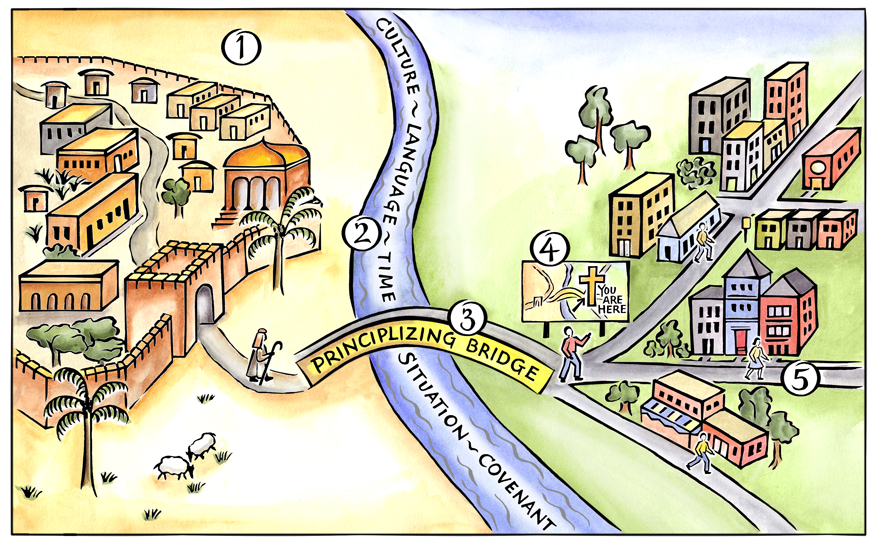 1
CULTURE ~ LANGUAGE ~ TIME
2
SITUATION ~ COVENANT
3
PRINCIPLIZING BRIDGE
4
YOU
ARE
HERE
5